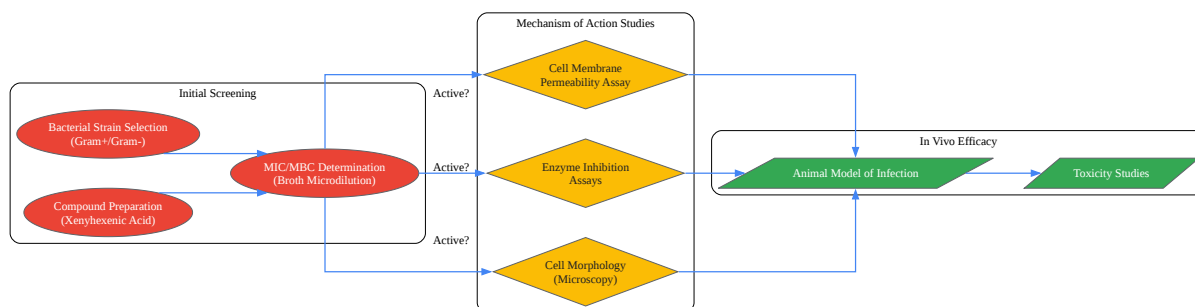 Initial Screening
Bacterial Strain Selection
(Gram+/Gram-)
Compound Preparation
(Xenyhexenic Acid)
MIC/MBC Determination
(Broth Microdilution)
Active?
Active?
Active?
Mechanism of Action Studies
Cell Membrane
Permeability Assay
Enzyme Inhibition
Assays
Cell Morphology
(Microscopy)
In Vivo Efficacy
Animal Model of Infection
Toxicity Studies